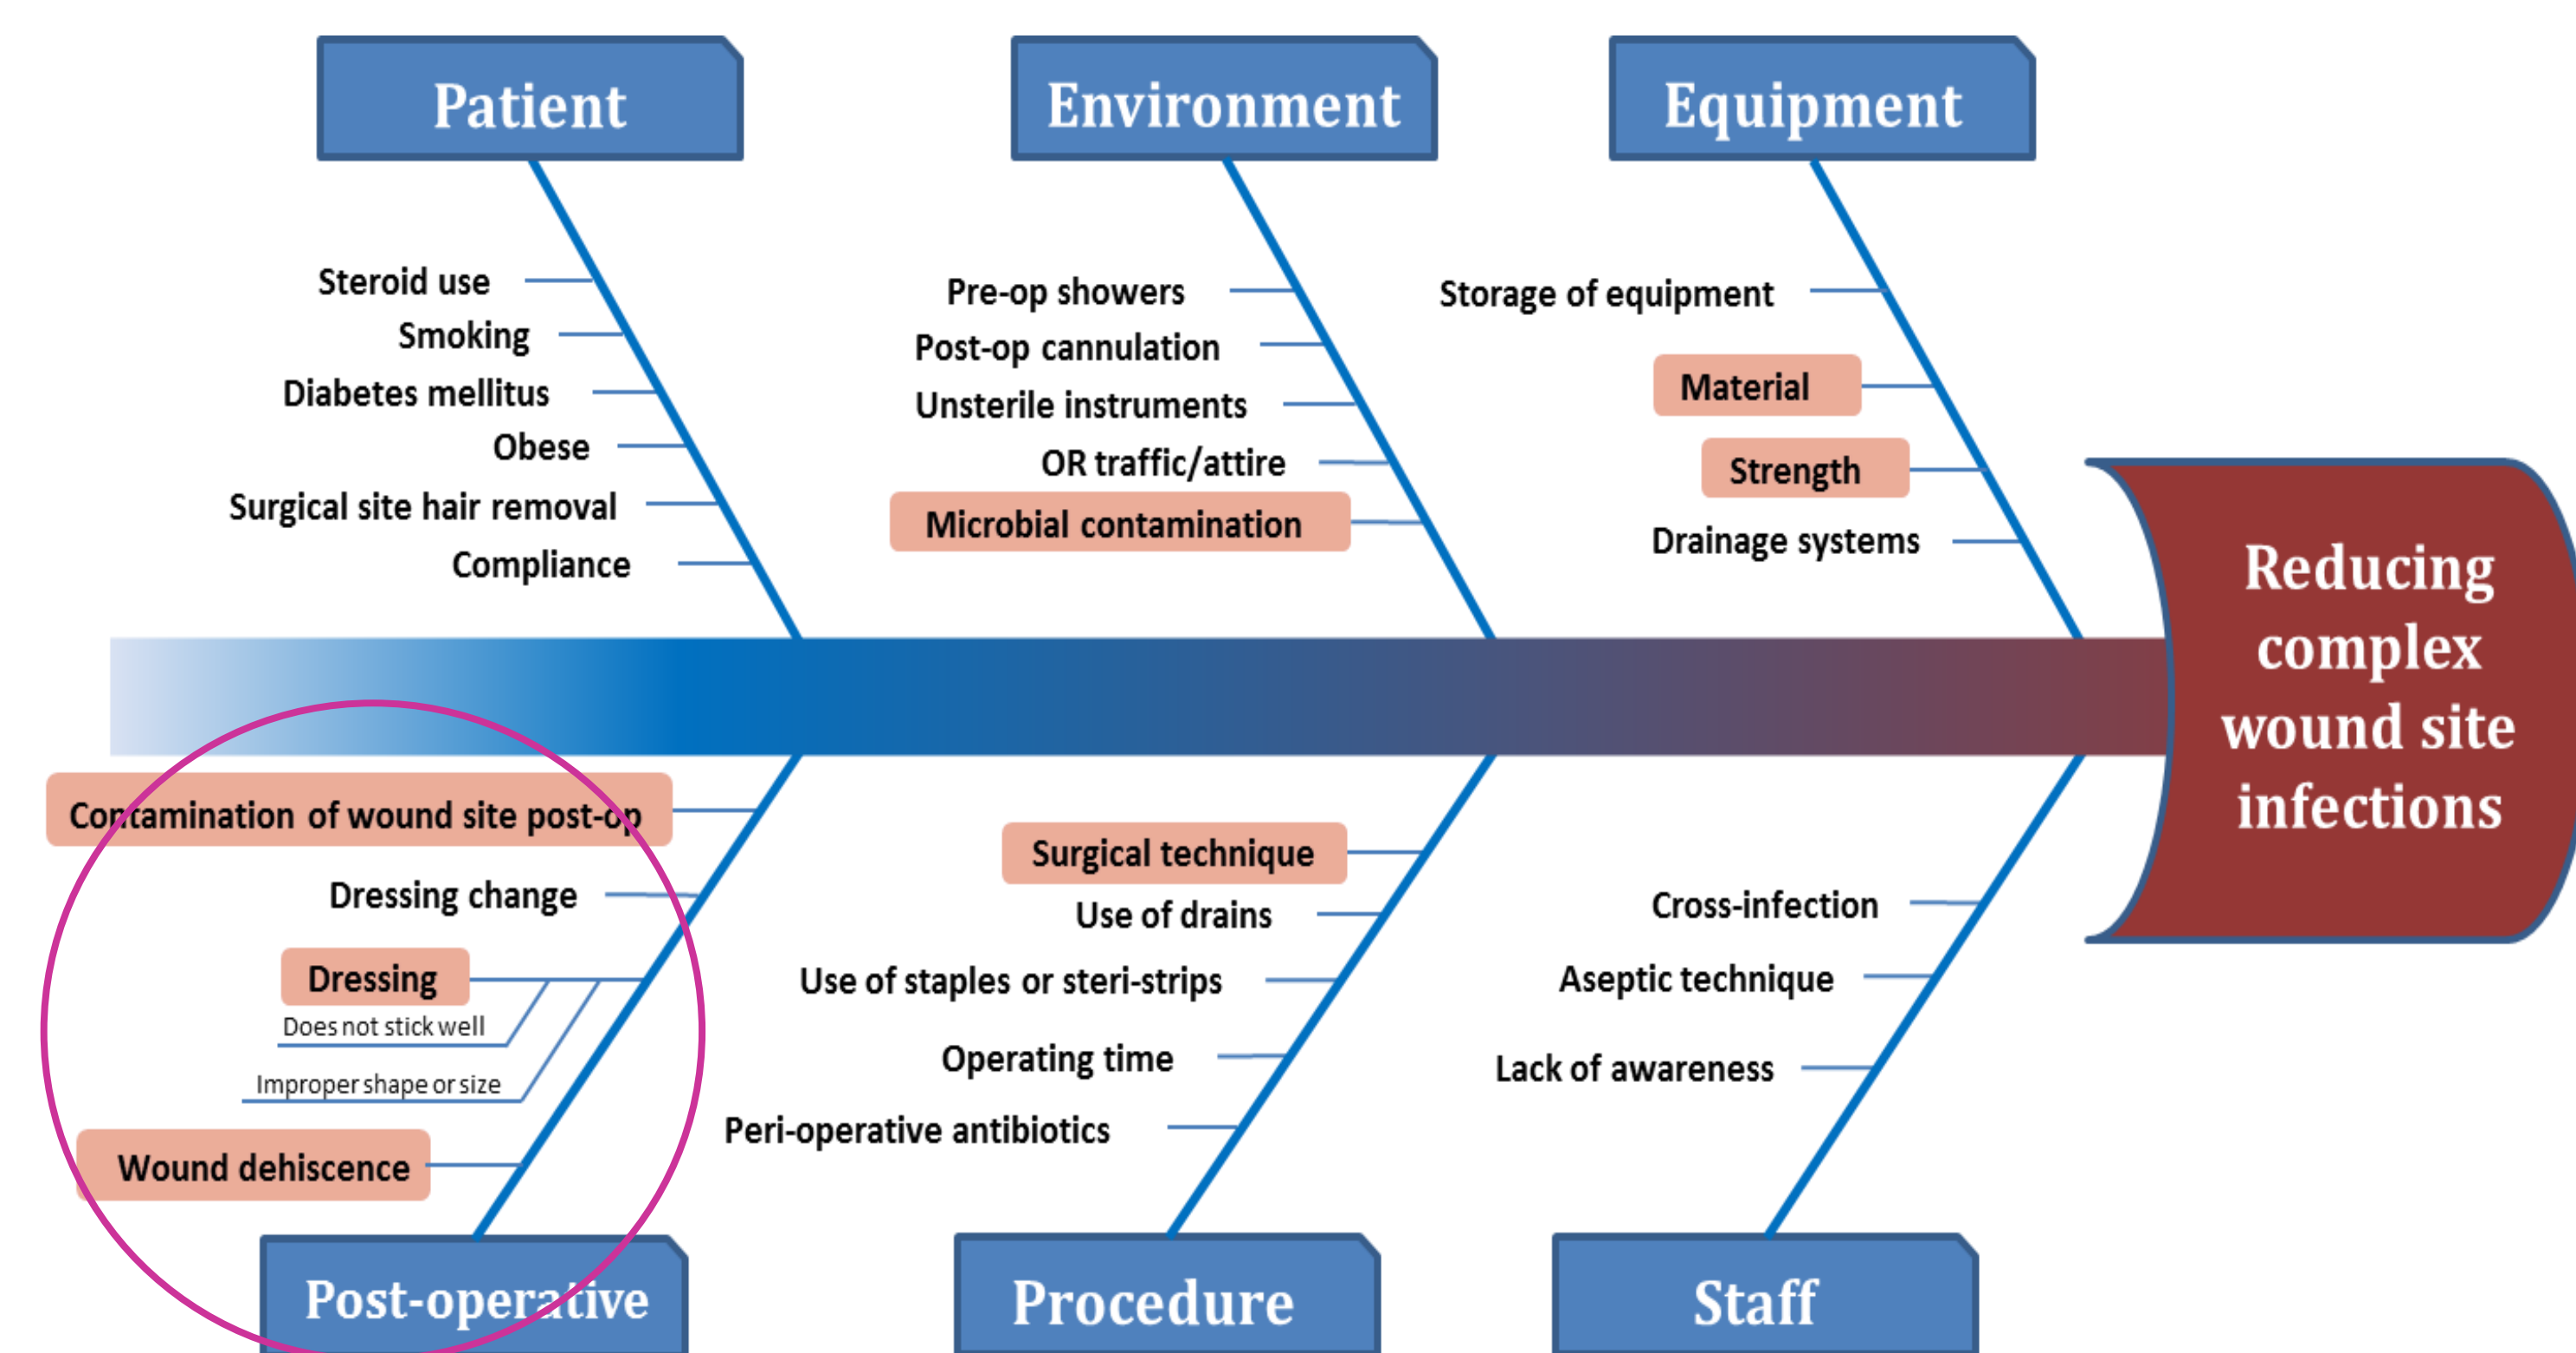 Patient
Environment
Equipment
Steroid use
Smoking
Diabetes mellitus
Obese
Surgical site hair removal
Compliance
Pre-op showers
Post-op cannulation
Unsterile instruments
OR traffic/attire
Microbial contamination
Storage of equipment
Material
Strength
Drainage systems
Reducing
complex
wound site
infections
Contamination of wound site post-op
Dressing change
Dressing
Does not stick well
Improper shape or size
Wound dehiscence
Surgical technique
Use of drains
Use of staples or steri-strips
Operating time
Peri-operative antibiotics
Cross-infection
Aseptic technique
Lack of awareness
Post-operative
Procedure
Staff